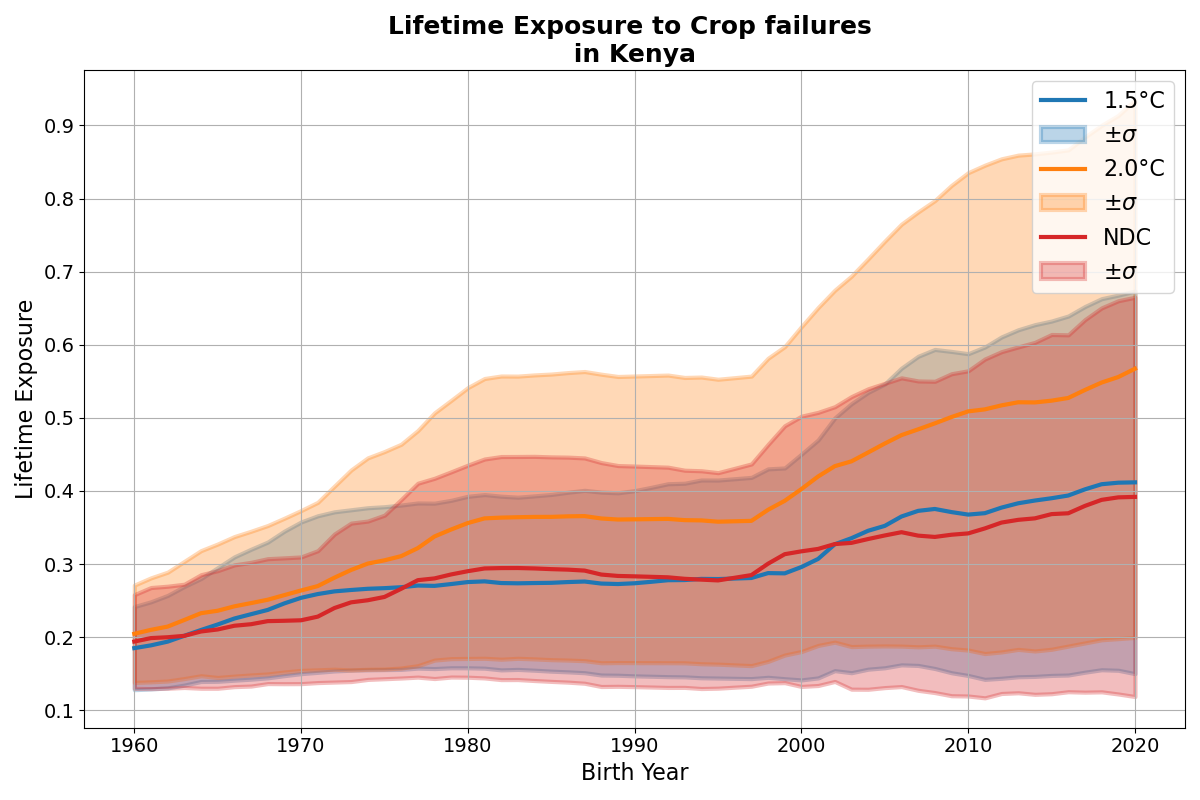 Lifetime Exposure to Crop failures
in Kenya
1.5°C
±σ
2.0°C
±σ
NDC
±σ
Lifetime Exposure
0.9
0.8
0.7
0.6
0.5
0.4
0.3
0.2
0.1
1960 1970 1980 1990 2000 2010 2020
Birth Year